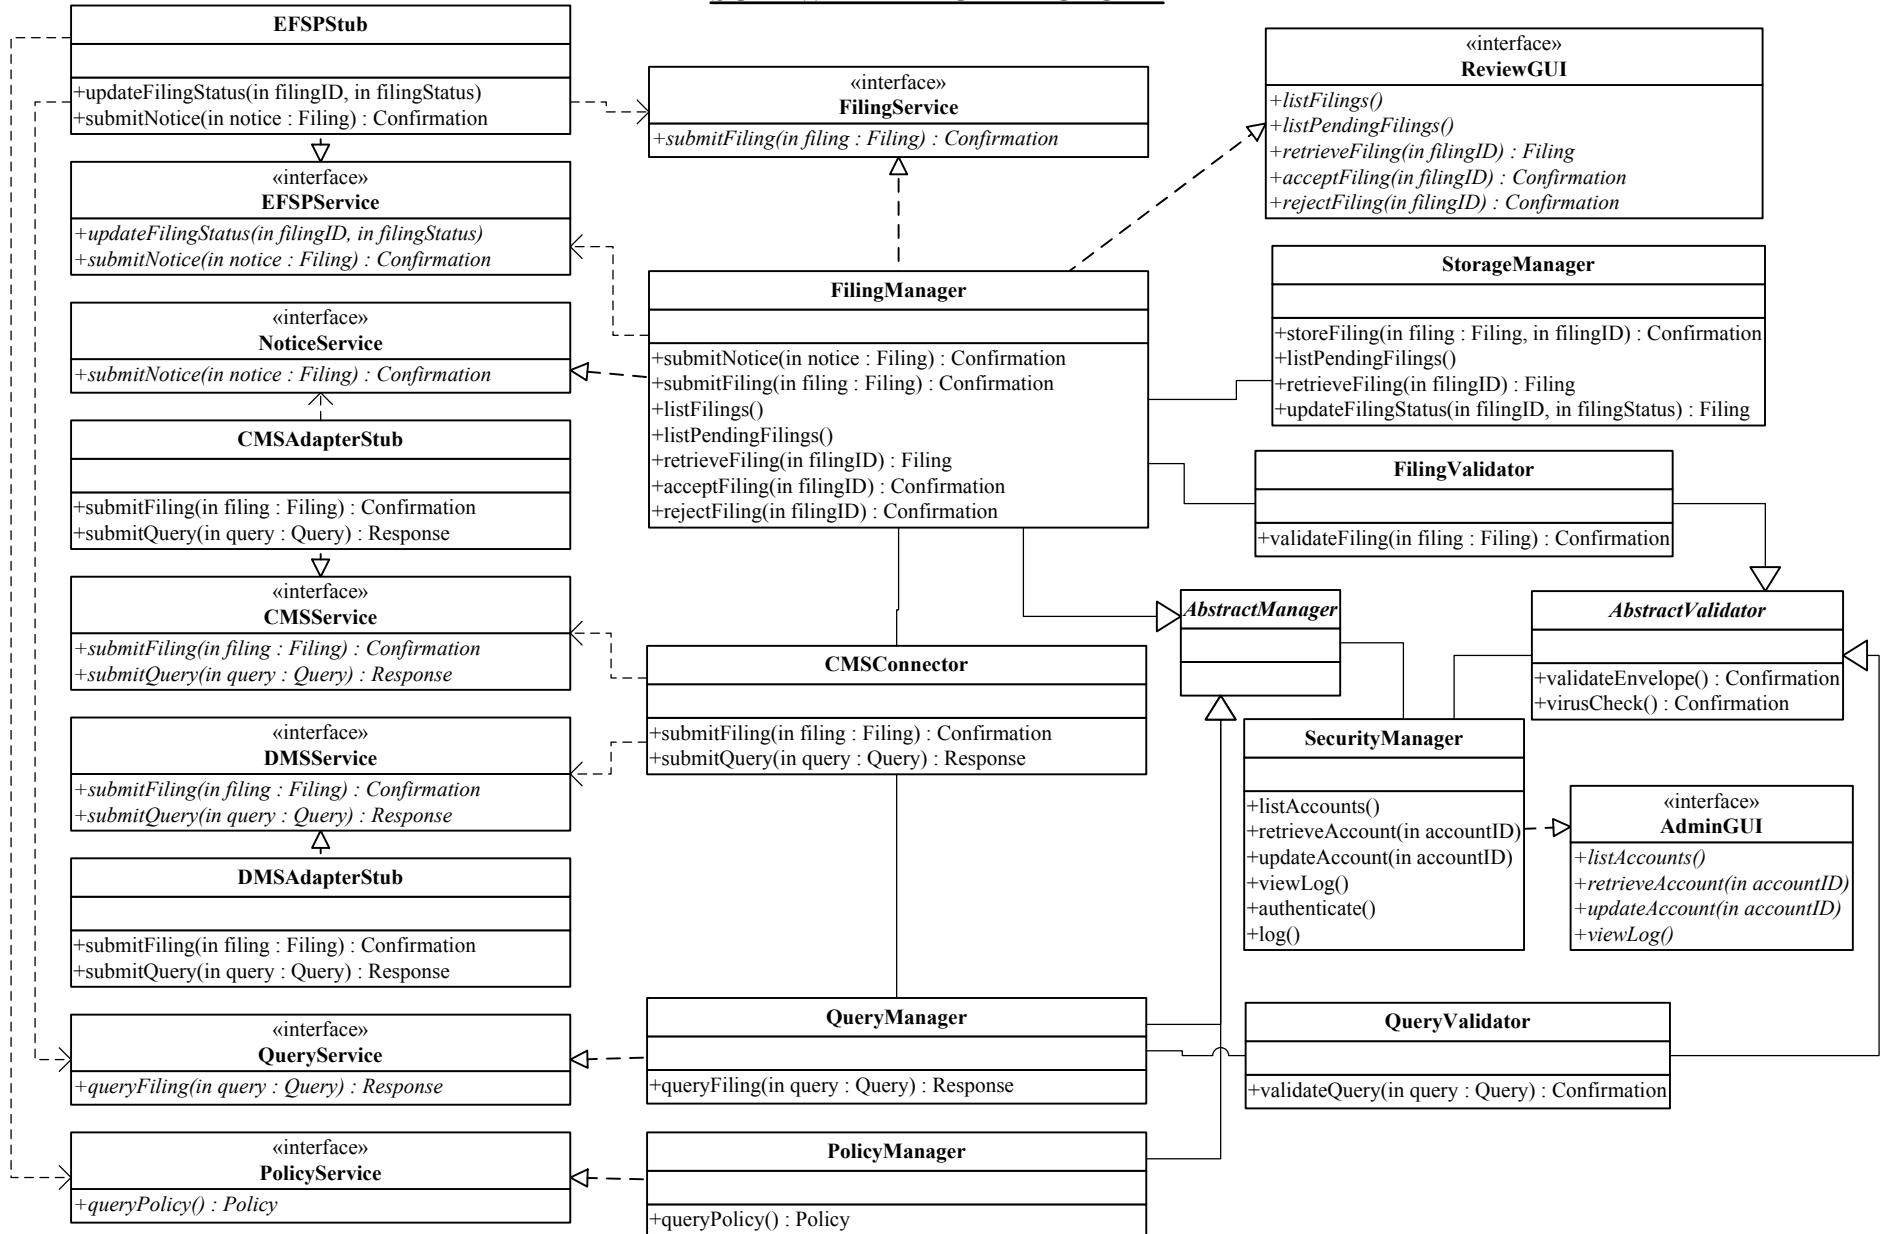 EFSPStub
+updateFilingStatus(in filingID, in filingStatus)
+submitNotice(in notice : Filing) : Confirmation
«interface»
EFSPService
+updateFilingStatus(in filingID, in filingStatus)
+submitNotice(in notice : Filing) : Confirmation
«interface»
NoticeService
+submitNotice(in notice : Filing) : Confirmation
CMSAdapterStub
+submitFiling(in filing : Filing) : Confirmation
+submitQuery(in query : Query) : Response
«interface»
CMSService
+submitFiling(in filing : Filing) : Confirmation
+submitQuery(in query : Query) : Response
«interface»
DMSService
+submitFiling(in filing : Filing) : Confirmation
+submitQuery(in query : Query) : Response
DMSAdapterStub
+submitFiling(in filing : Filing) : Confirmation
+submitQuery(in query : Query) : Response
«interface»
QueryService
+queryFiling(in query : Query) : Response
«interface»
PolicyService
+queryPolicy() : Policy
«interface»
FilingService
+submitFiling(in filing : Filing) : Confirmation
FilingManager
+submitNotice(in notice : Filing) : Confirmation
+submitFiling(in filing : Filing) : Confirmation
+listFilings()
+listPendingFilings()
+retrieveFiling(in filingID) : Filing
+acceptFiling(in filingID) : Confirmation
+rejectFiling(in filingID) : Confirmation
CMSConnector
+submitFiling(in filing : Filing) : Confirmation
+submitQuery(in query : Query) : Response
QueryManager
+queryFiling(in query : Query) : Response
PolicyManager
+queryPolicy() : Policy
«interface»
ReviewGUI
+listFilings()
+listPendingFilings()
+retrieveFiling(in filingID) : Filing
+acceptFiling(in filingID) : Confirmation
+rejectFiling(in filingID) : Confirmation
StorageManager
+storeFiling(in filing : Filing, in filingID) : Confirmation
+listPendingFilings()
+retrieveFiling(in filingID) : Filing
+updateFilingStatus(in filingID, in filingStatus) : Filing
FilingValidator
+validateFiling(in filing : Filing) : Confirmation
AbstractManager
AbstractValidator
+validateEnvelope() : Confirmation
+virusCheck() : Confirmation
SecurityManager
+listAccounts()
+retrieveAccount(in accountID)
+updateAccount(in accountID)
+viewLog()
+authenticate()
+log()
«interface»
AdminGUI
+listAccounts()
+retrieveAccount(in accountID)
+updateAccount(in accountID)
+viewLog()
QueryValidator
+validateQuery(in query : Query) : Confirmation